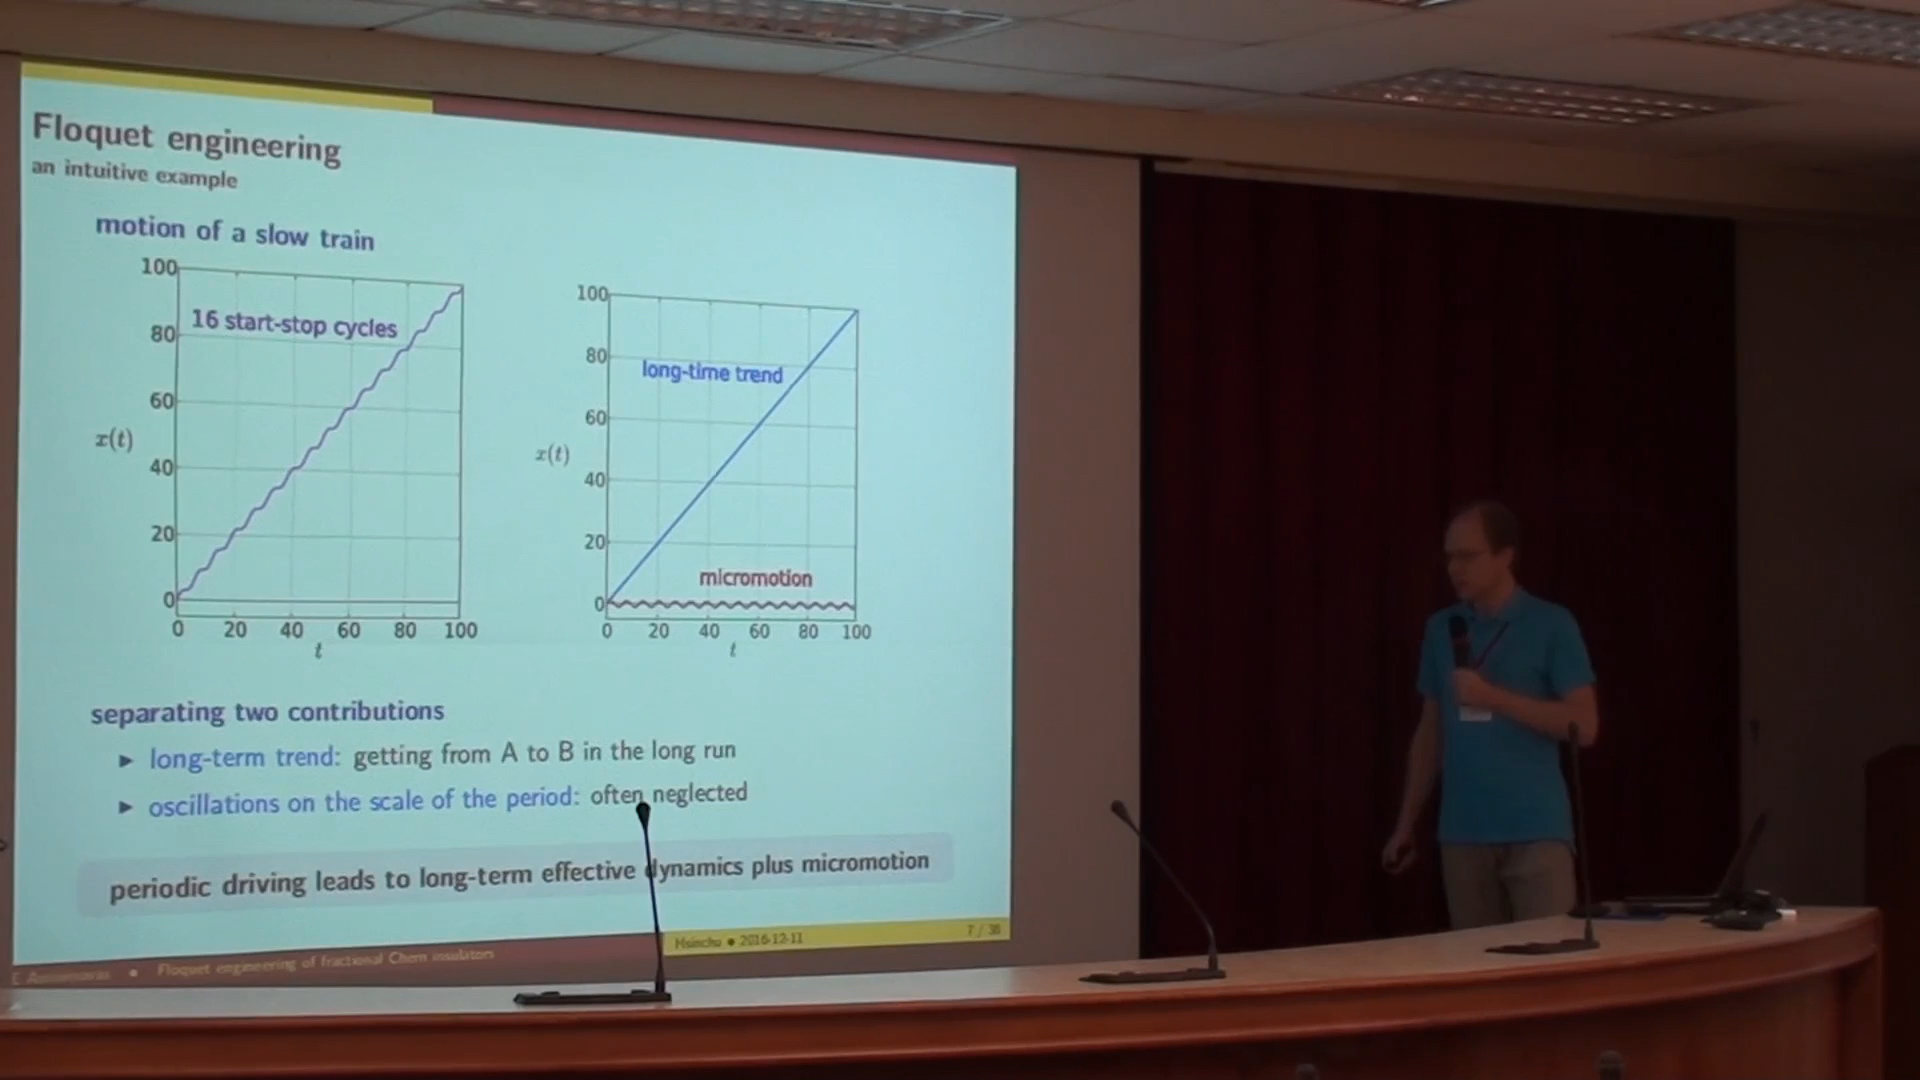 Floquet engineering
an intuitive example
motion of a slow train
100
80
60
40
20
0
x(t)
16 start-stop cycles
0 20 40 60 80 100
t
100
80
60
40
20
0
x(t)
long-time trend
micromotion
0 20 40 60 80 100
t
separating two contributions
► long-term trend: getting from A to B in the long run
► oscillations on the scale of the period: often neglected
periodic driving leads to long-term effective dynamics plus micromotion
● Floquet engineering of fractional Chern insulators
Hsinchu ● 2016-12-11
7 / 36